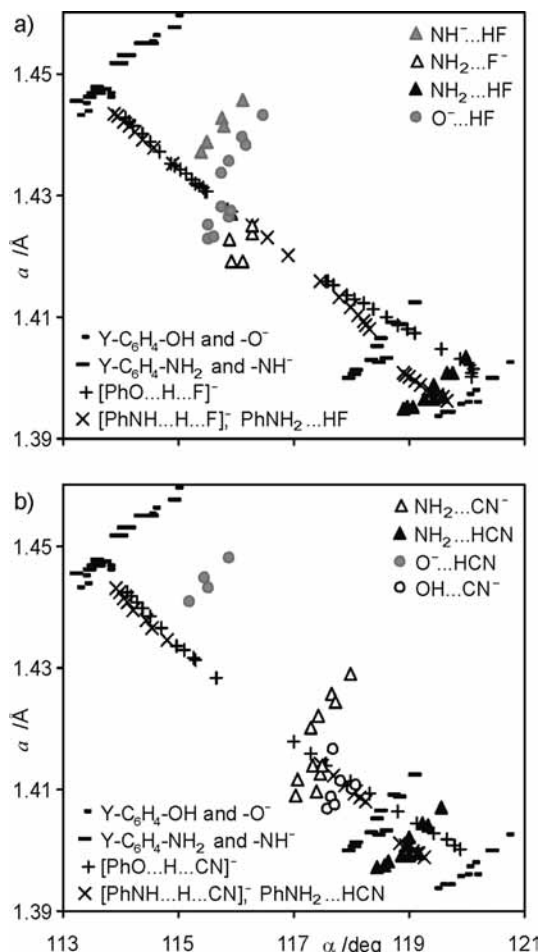 a)
1.45
1.43
1.41
1.39
a /Å
NH⁻...HF
NH₂...F⁻
NH₂...HF
O⁻...HF
Y-C₆H₄-OH and -O⁻
Y-C₆H₄-NH₂ and -NH⁻
[PhO...H...F]⁻
[PhNH...H...F]⁻, PhNH₂...HF
b)
1.45
1.43
1.41
1.39
a /Å
NH₂...CN⁻
NH₂...HCN
O⁻...HCN
OH...CN⁻
Y-C₆H₄-OH and -O⁻
Y-C₆H₄-NH₂ and -NH⁻
[PhO...H...CN]⁻
[PhNH...H...CN]⁻, PhNH₂...HCN
113 115 117 119 121
α /deg